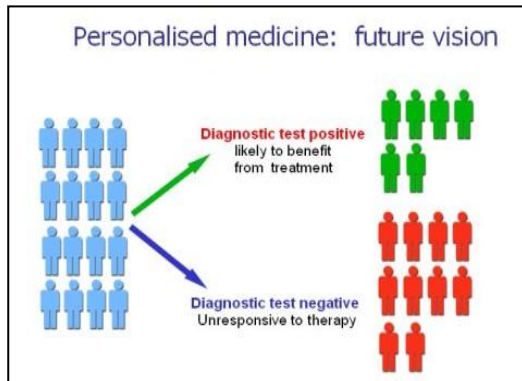 Personalised medicine: future vision
Diagnostic test positive
likely to benefit
from treatment
Diagnostic test negative
Unresponsive to therapy